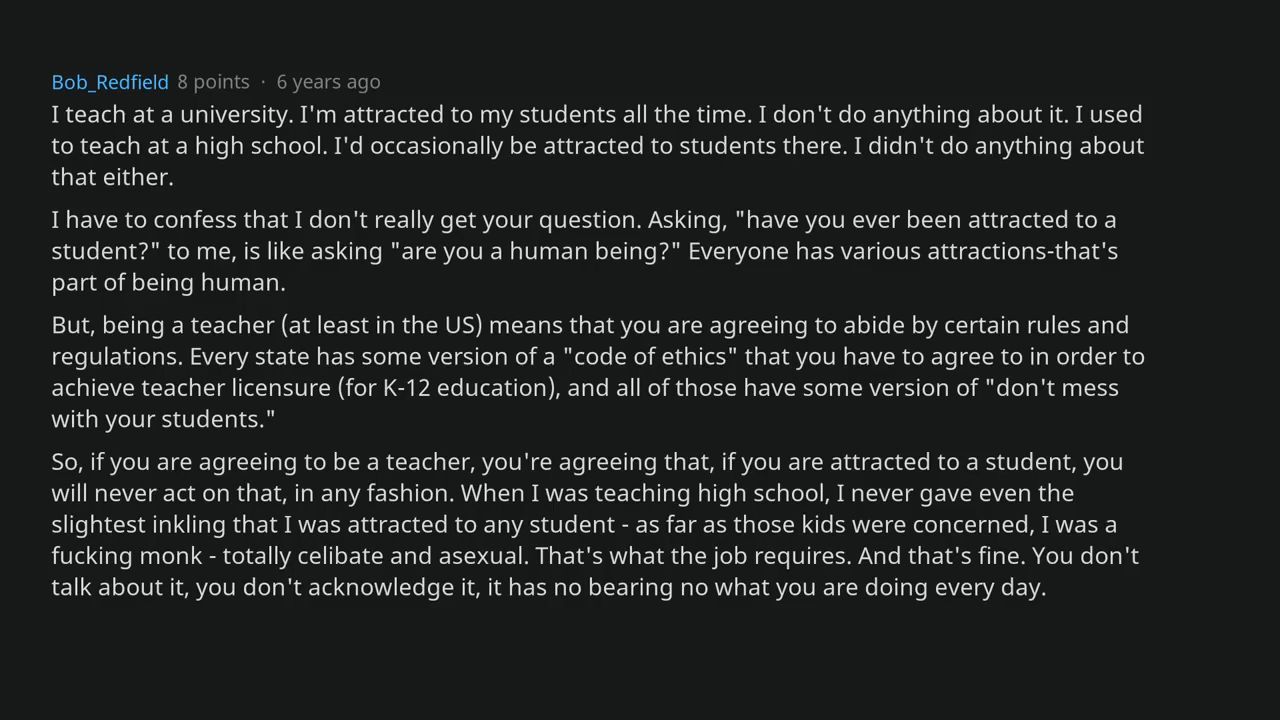 Bob_Redfield 8 points · 6 years ago
I teach at a university. I'm attracted to my students all the time. I don't do anything about it. I used
to teach at a high school. I'd occasionally be attracted to students there. I didn't do anything about
that either.
I have to confess that I don't really get your question. Asking, "have you ever been attracted to a
student?" to me, is like asking "are you a human being?" Everyone has various attractions-that's
part of being human.
But, being a teacher (at least in the US) means that you are agreeing to abide by certain rules and
regulations. Every state has some version of a "code of ethics" that you have to agree to in order to
achieve teacher licensure (for K-12 education), and all of those have some version of "don't mess
with your students."
So, if you are agreeing to be a teacher, you're agreeing that, if you are attracted to a student, you
will never act on that, in any fashion. When I was teaching high school, I never gave even the
slightest inkling that I was attracted to any student - as far as those kids were concerned, I was a
fucking monk - totally celibate and asexual. That's what the job requires. And that's fine. You don't
talk about it, you don't acknowledge it, it has no bearing no what you are doing every day.